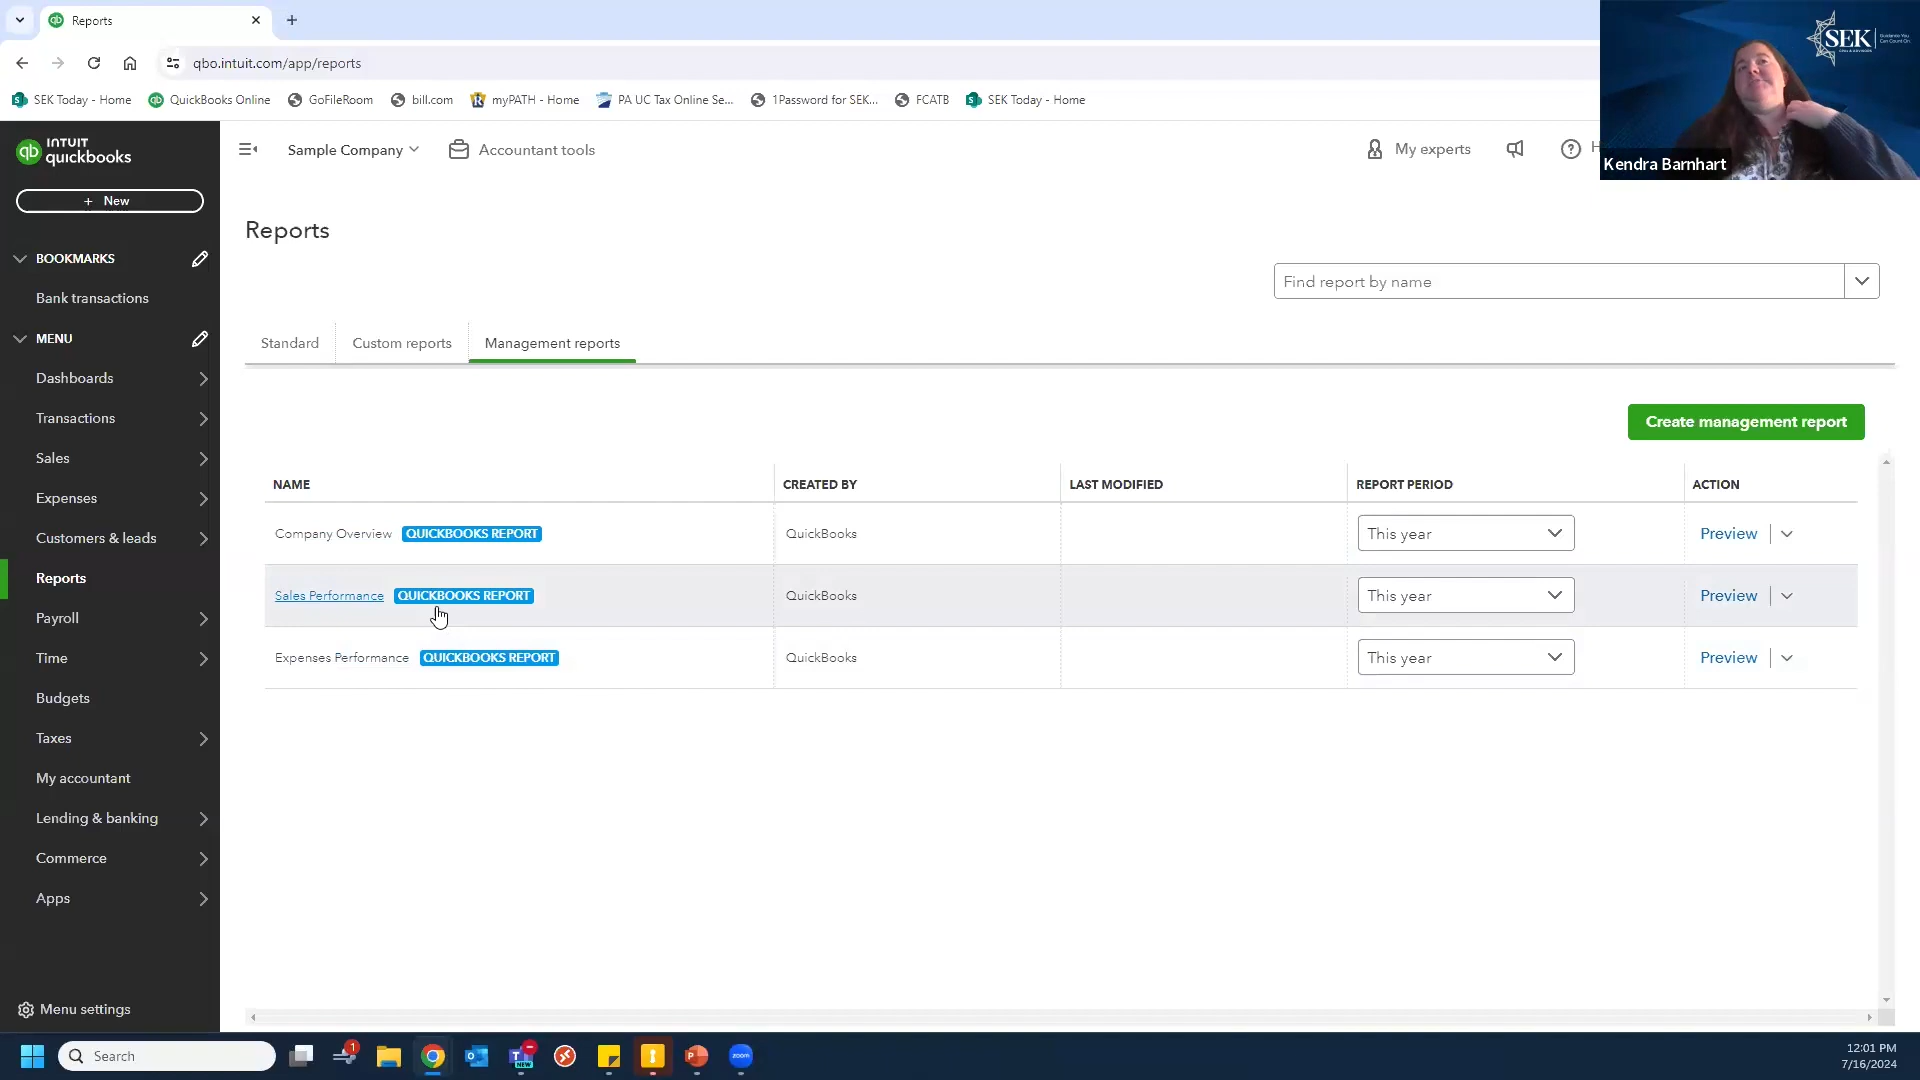 Reports
qbo.intuit.com/app/reports
SEK Today - Home
QuickBooks Online
GoFileRoom
bill.com
myPATH - Home
PA UC Tax Online Se...
1Password for SEK...
FCATB
SEK Today - Home
SEK
Kendra Barnhart
INTUIT
quickbooks
Sample Company
Accountant tools
My experts
+ New
BOOKMARKS
Bank transactions
MENU
Dashboards
Transactions
Sales
Expenses
Customers & leads
Reports
Payroll
Time
Budgets
Taxes
My accountant
Lending & banking
Commerce
Apps
Menu settings
Reports
Find report by name
Standard
Custom reports
Management reports
Create management report
NAME CREATED BY LAST MODIFIED REPORT PERIOD ACTION
Company Overview QUICKBOOKS REPORT QuickBooks This year Preview
Sales Performance QUICKBOOKS REPORT QuickBooks This year Preview
Expenses Performance QUICKBOOKS REPORT QuickBooks This year Preview
Search
1
NEW
zoom
12:01 PM
7/16/2024